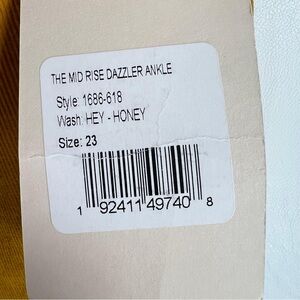 THE MID RISE DAZZLER ANKLE
Style: 1686-618
Wash: HEY - HONEY
Size: 23
1 92411 49740 8